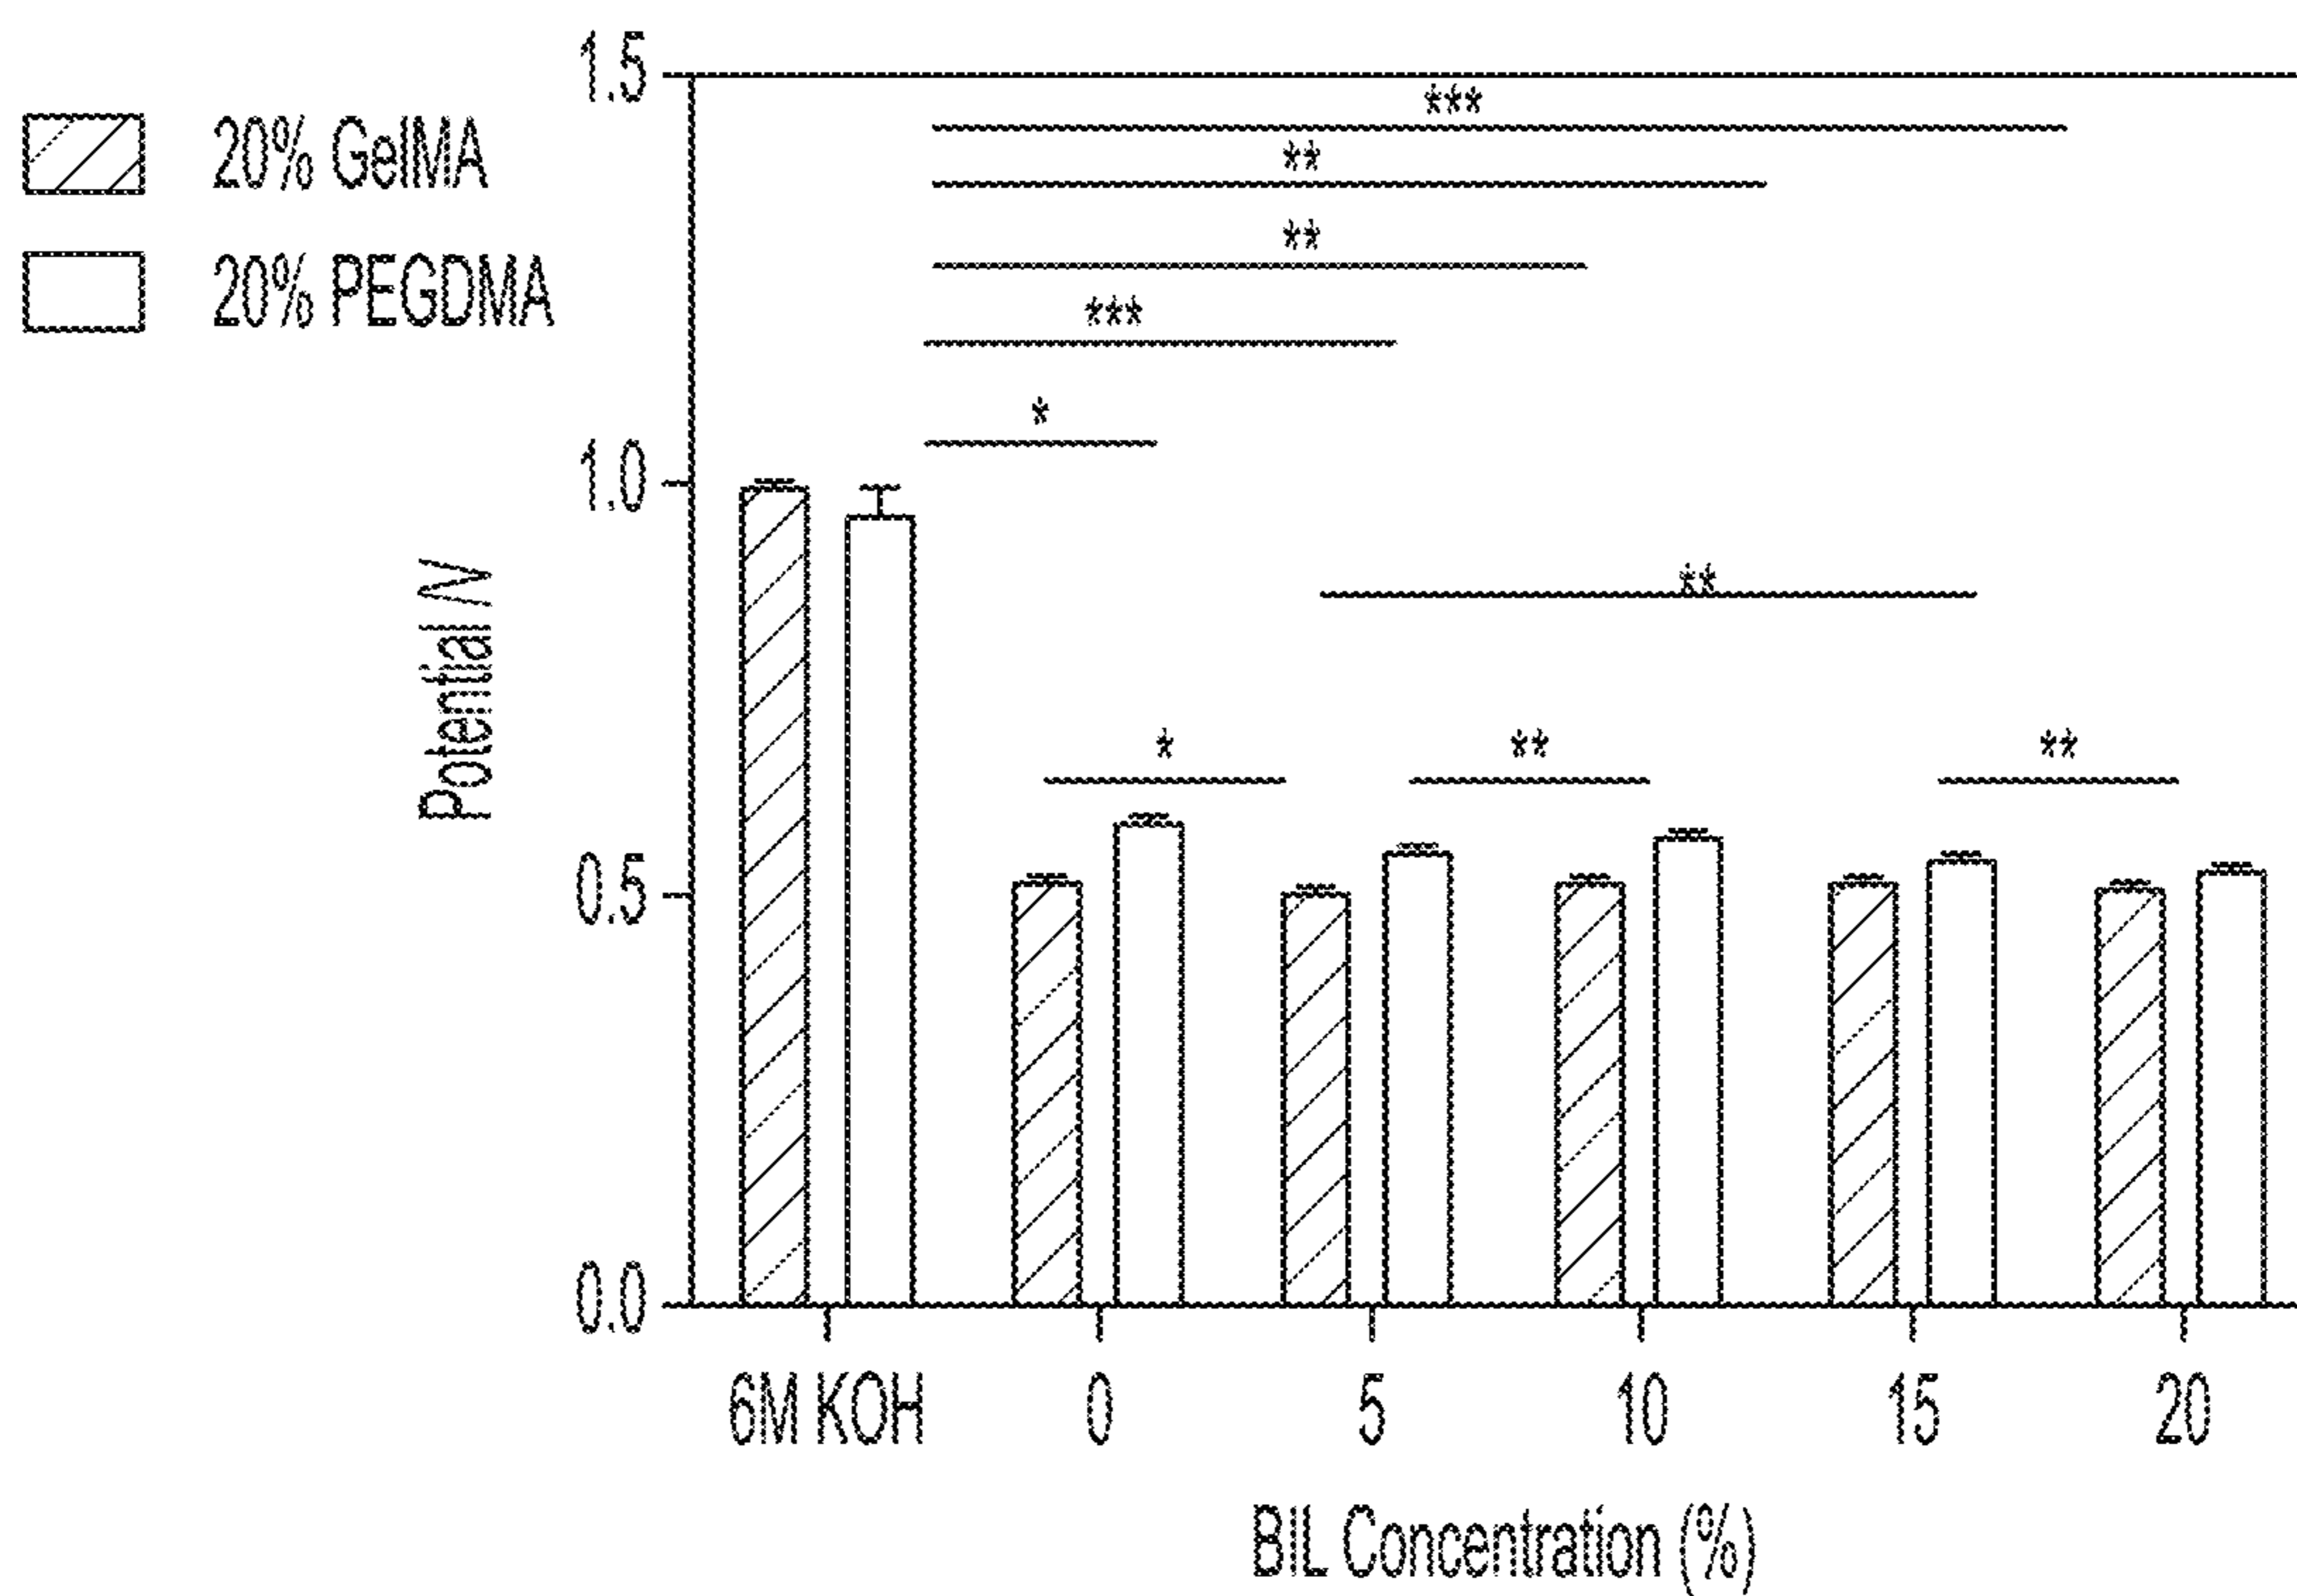 20% GelMA
20% PEGDMA
Potential /V
1.5
1.0
0.5
0.0
***
**
**
***
*
**
*
**
**
6M KOH 0 5 10 15 20
BIL Concentration (%)